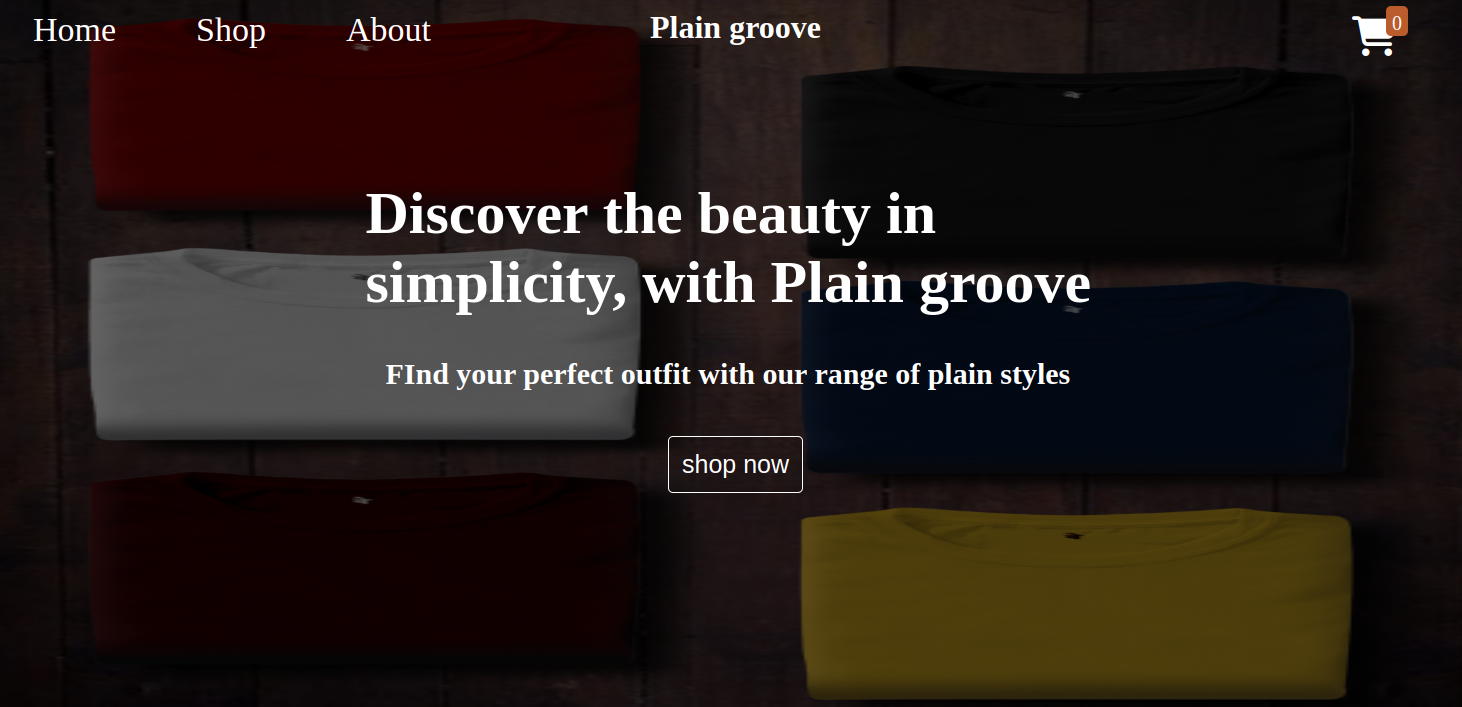 Home Shop About Plain groove 0
Discover the beauty in
simplicity, with Plain groove
FInd your perfect outfit with our range of plain styles
shop now